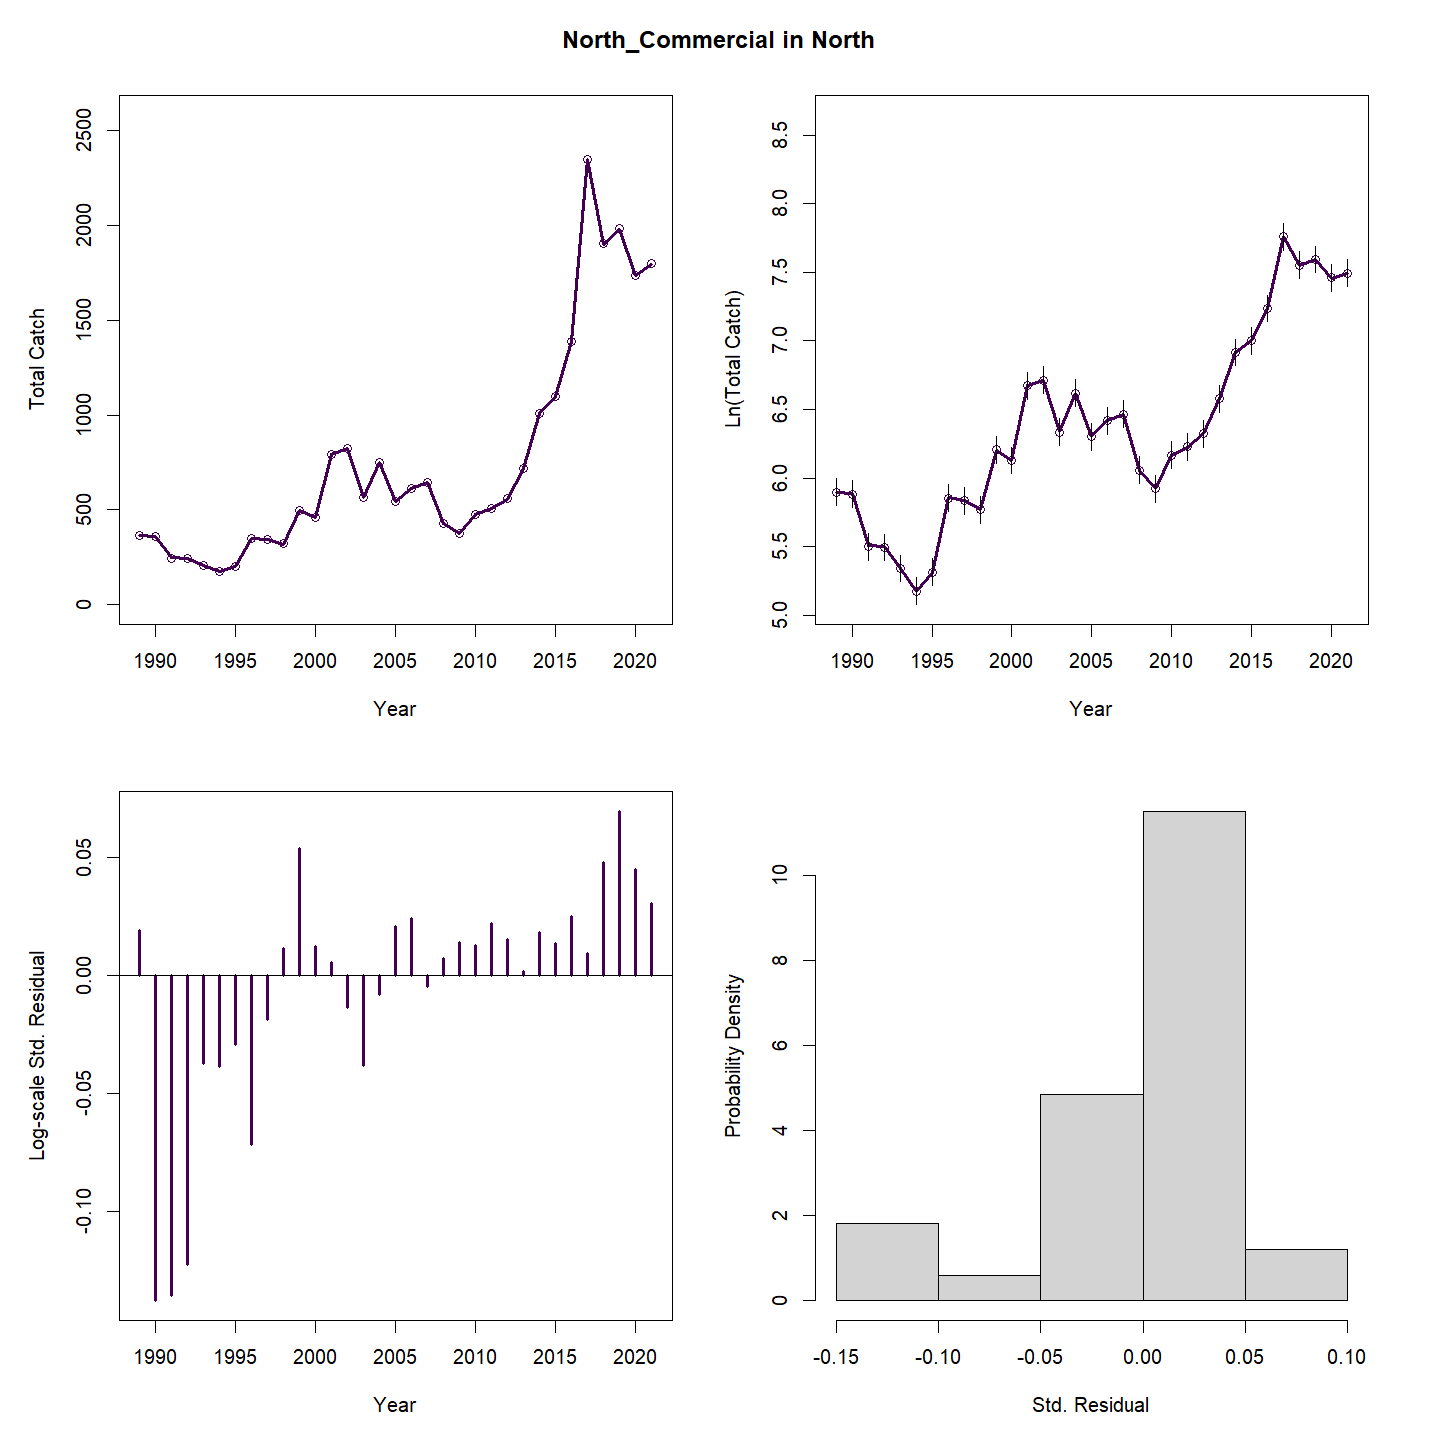 North_Commercial in North
Total Catch
2500
2000
1500
1000
500
0
1990 1995 2000 2005 2010 2015 2020
Year
Ln(Total Catch)
8.5
8.0
7.5
7.0
6.5
6.0
5.5
5.0
1990 1995 2000 2005 2010 2015 2020
Year
Log-scale Std. Residual
0.05
0.00
-0.05
-0.10
1990 1995 2000 2005 2010 2015 2020
Year
Probability Density
10
8
6
4
2
0
-0.15 -0.10 -0.05 0.00 0.05 0.10
Std. Residual